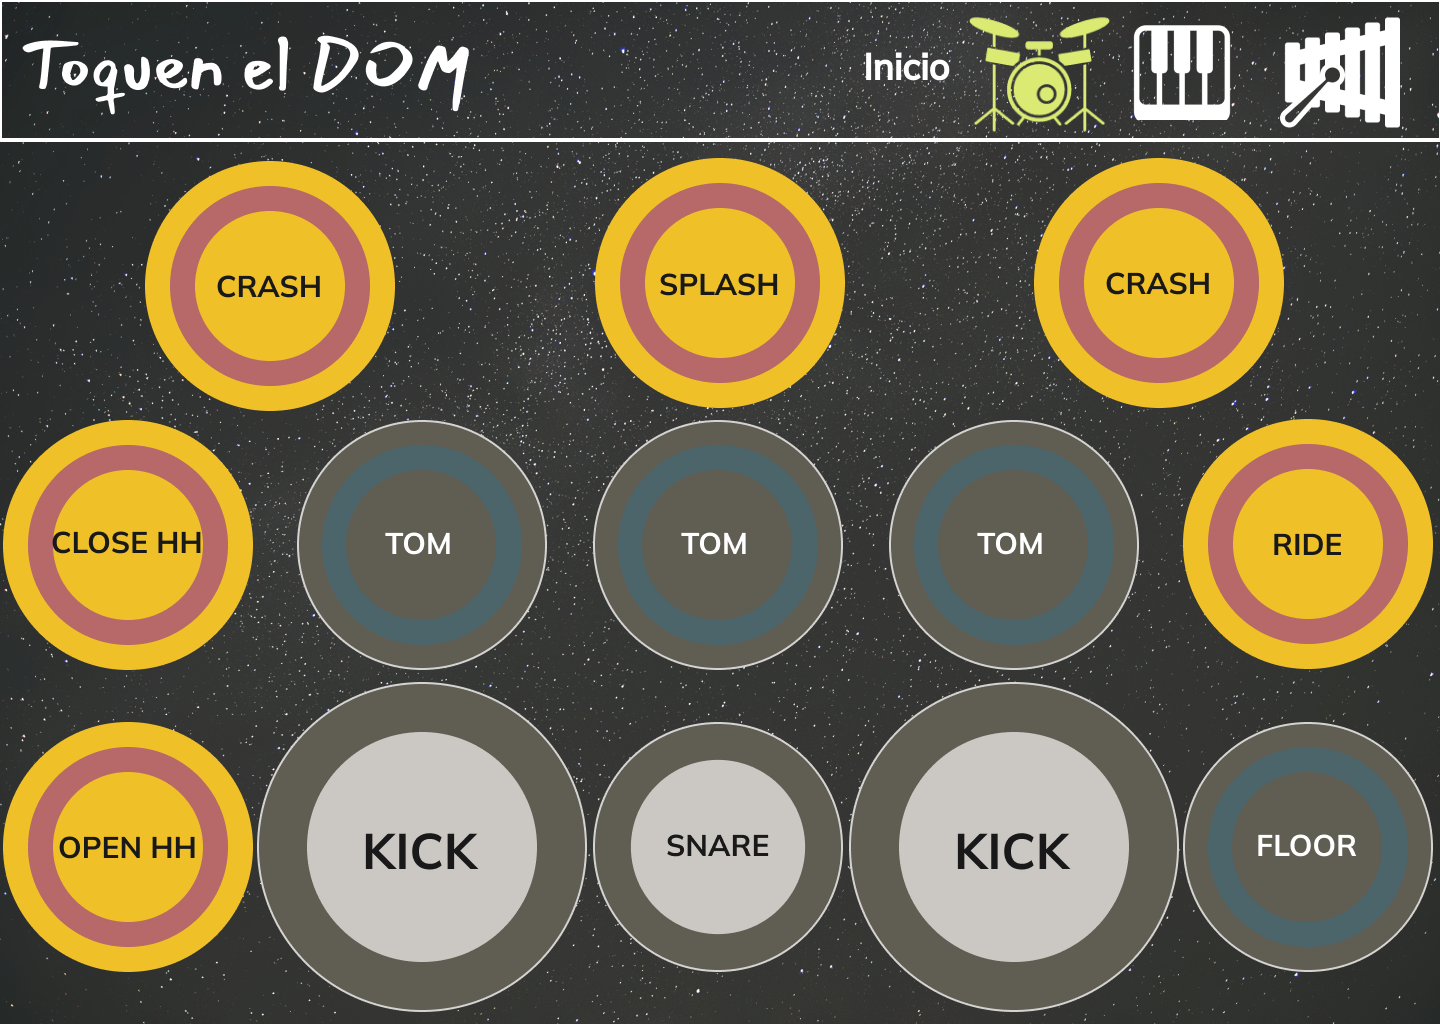 Toquen el DOM
Inicio
CRASH
SPLASH
CRASH
CLOSE HH
TOM
TOM
TOM
RIDE
OPEN HH
KICK
SNARE
KICK
FLOOR